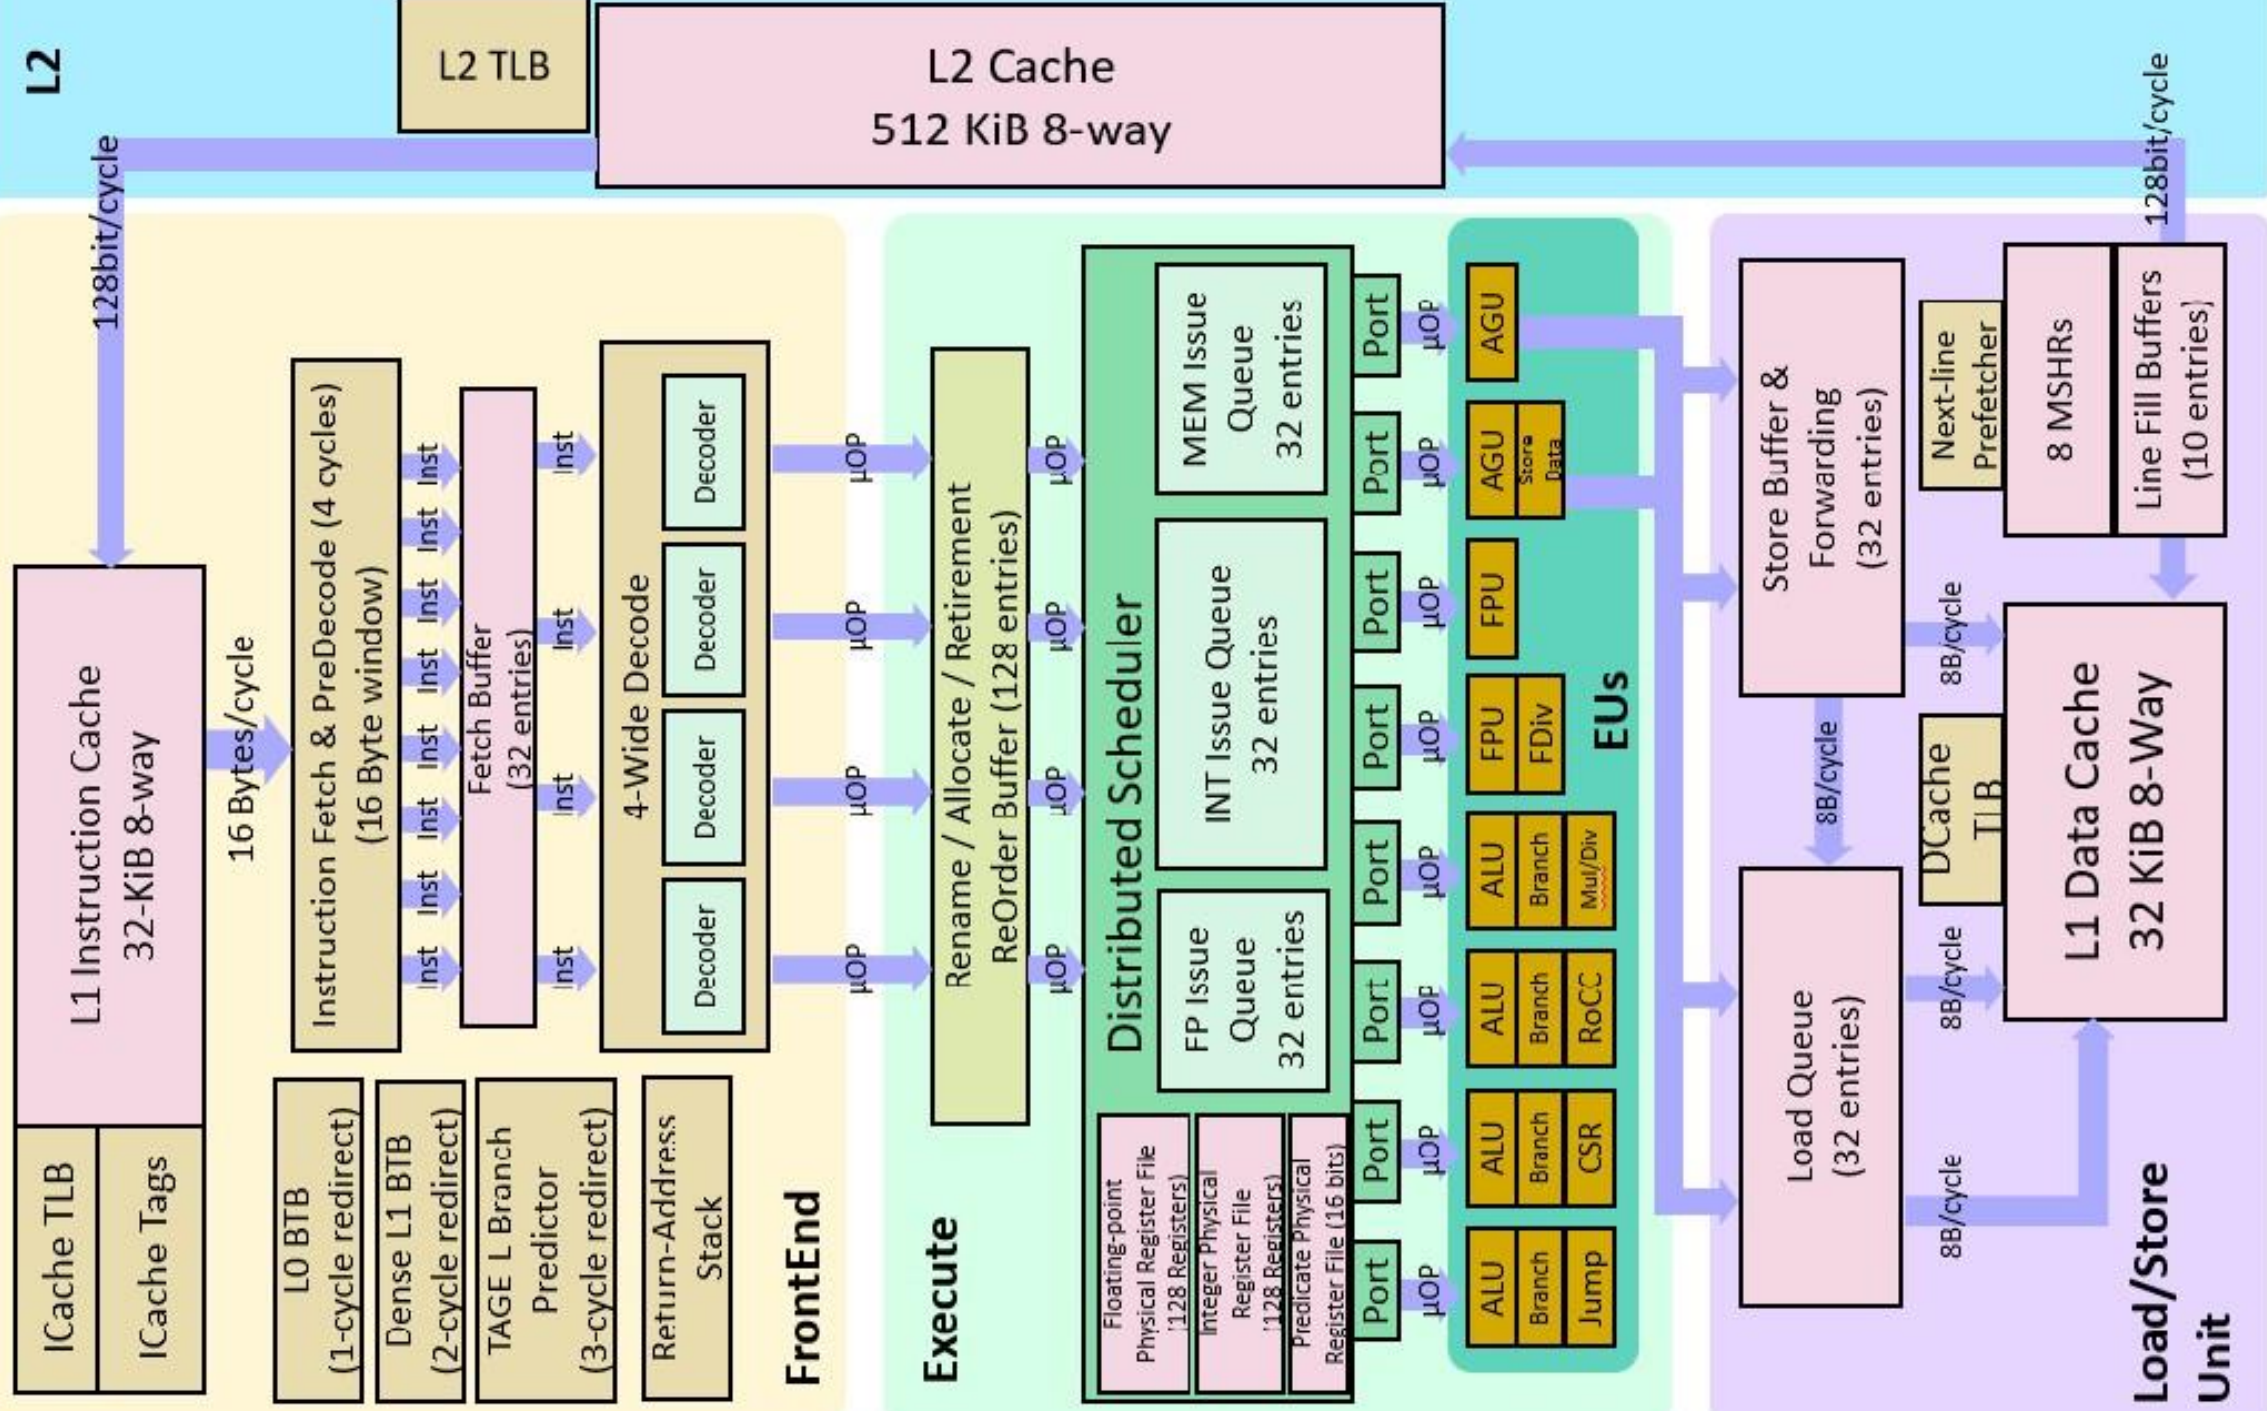 ICache TLB
ICache Tags
L1 Instruction Cache
32-KiB 8-way
128bit/cycle
16 Bytes/cycle
L0 BTB
(1-cycle redirect)
Dense L1 BTB
(2-cycle redirect)
TAGE L Branch
Predictor
(3-cycle redirect)
Return-Address
Stack
Instruction Fetch & PreDecode (4 cycles)
(16 Byte window)
Inst
Inst
Inst
Inst
Inst
Inst
Inst
Inst
Fetch Buffer
(32 entries)
Inst
Inst
Inst
Inst
4-Wide Decode
Decoder
Decoder
Decoder
Decoder
FrontEnd
µOP
µOP
µOP
µOP
Execute
Rename / Allocate / Retirement
ReOrder Buffer (128 entries)
µOP
µOP
µOP
µOP
Distributed Scheduler
Floating-point
Physical Register File
(128 Registers)
Integer Physical
Register File
(128 Registers)
Predicate Physical
Register File (16 bits)
FP Issue
Queue
32 entries
INT Issue Queue
32 entries
MEM Issue
Queue
32 entries
Port
Port
Port
Port
Port
Port
Port
Port
µOP
µOP
µOP
µOP
µOP
µOP
µOP
µOP
ALU
Branch
Jump
ALU
Branch
CSR
ALU
Branch
RoCC
ALU
Branch
Mul/Div
FPU
FDiv
FPU
AGU
Store
Data
AGU
EUs
Load/Store
Unit
Load Queue
(32 entries)
8B/cycle
Store Buffer &
Forwarding
(32 entries)
8B/cycle
8B/cycle
8B/cycle
DCache
TLB
Next-line
Prefetcher
L1 Data Cache
32 KiB 8-Way
8 MSHRs
Line Fill Buffers
(10 entries)
128bit/cycle
L2
L2 TLB
L2 Cache
512 KiB 8-way